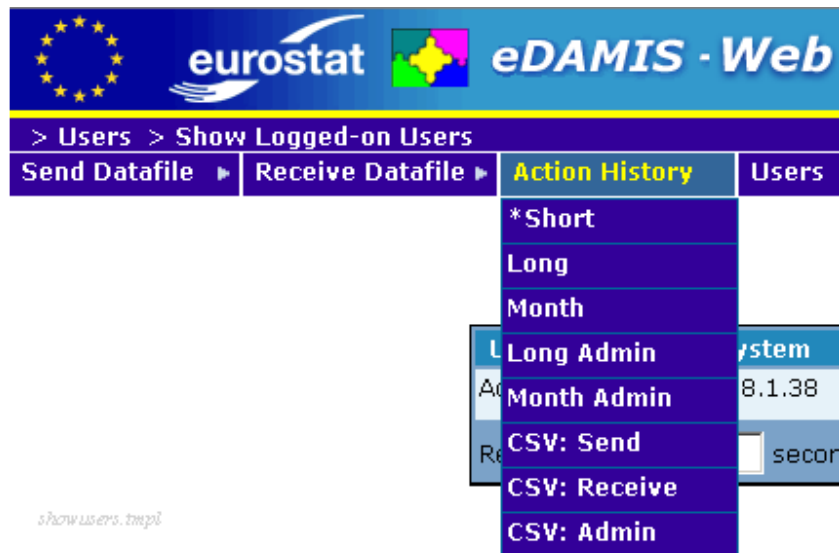 eurostat eDAMIS - Web
> Users > Show Logged-on Users
Send Datafile Receive Datafile Action History Users
*Short
Long
Month
Long Admin
Month Admin
CSV: Send
CSV: Receive
CSV: Admin
8.1.38
showusers.tmpl